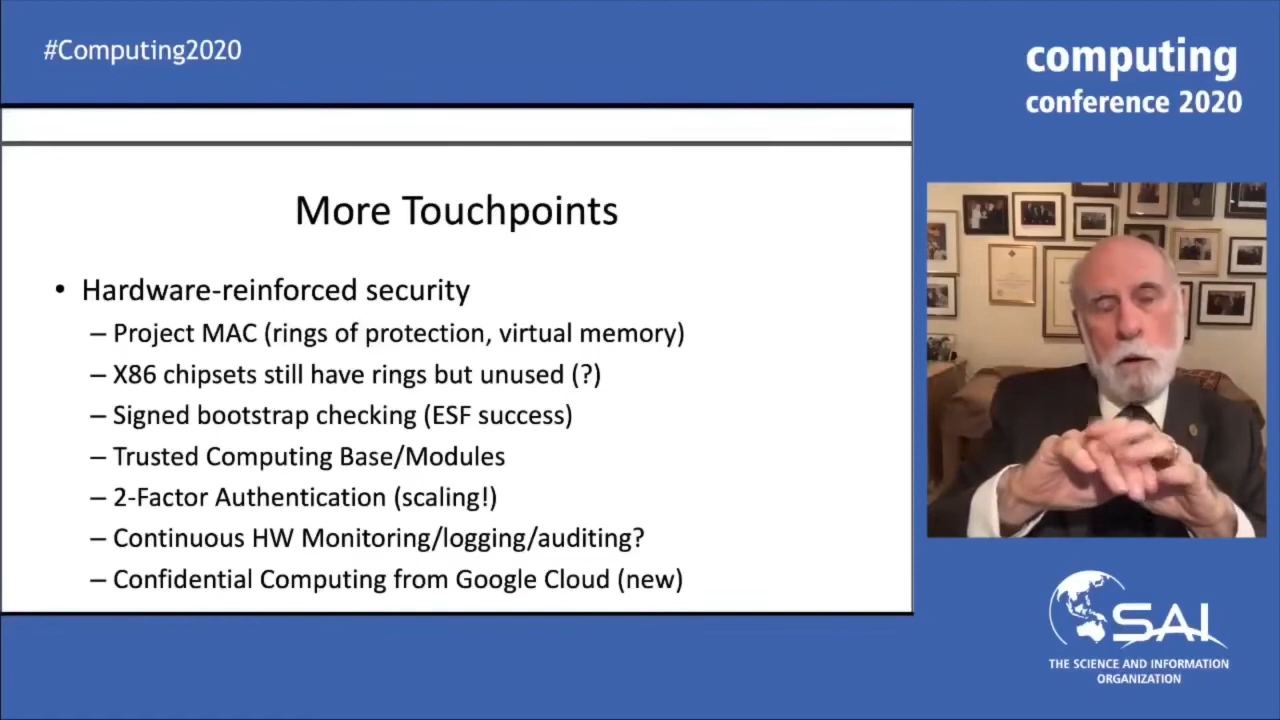 #Computing2020
computing
conference 2020
More Touchpoints
• Hardware-reinforced security
– Project MAC (rings of protection, virtual memory)
– X86 chipsets still have rings but unused (?)
– Signed bootstrap checking (ESF success)
– Trusted Computing Base/Modules
– 2-Factor Authentication (scaling!)
– Continuous HW Monitoring/logging/auditing?
– Confidential Computing from Google Cloud (new)
SAI
THE SCIENCE AND INFORMATION
ORGANIZATION